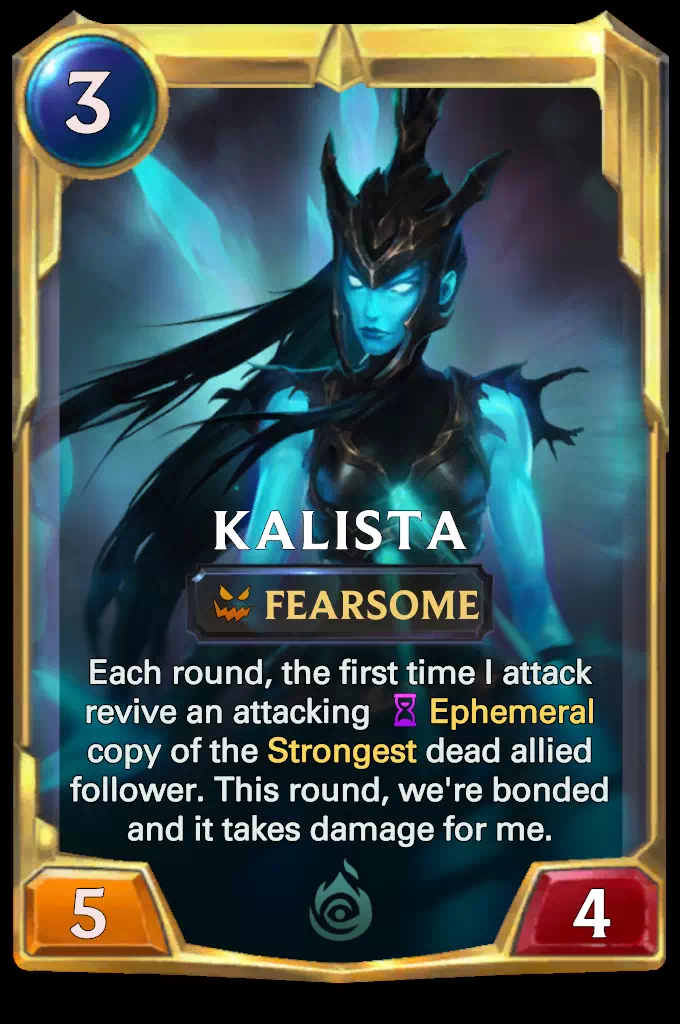 3
KALISTA
FEARSOME
Each round, the first time I attack
revive an attacking Ephemeral
copy of the Strongest dead allied
follower. This round, we're bonded
and it takes damage for me.
5
4